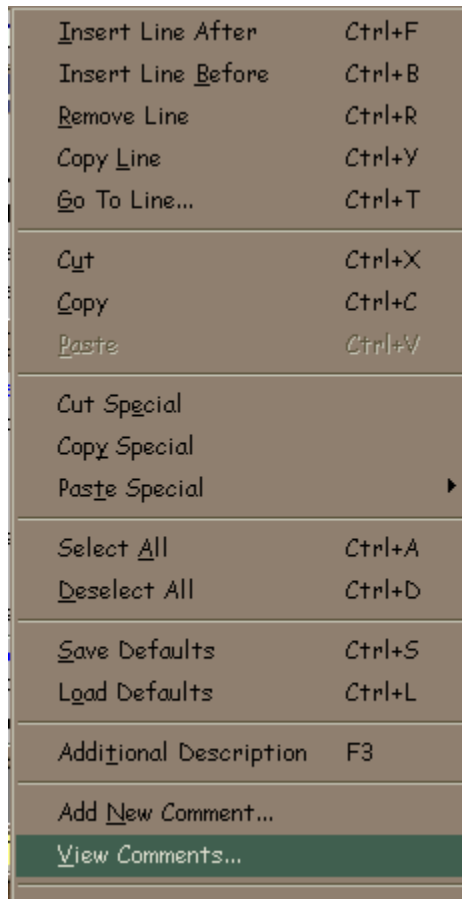 Insert Line After Ctrl+F
Insert Line Before Ctrl+B
Remove Line Ctrl+R
Copy Line Ctrl+Y
Go To Line... Ctrl+T
Cut Ctrl+X
Copy Ctrl+C
Paste Ctrl+V
Cut Special
Copy Special
Paste Special
Select All Ctrl+A
Deselect All Ctrl+D
Save Defaults Ctrl+S
Load Defaults Ctrl+L
Additional Description F3
Add New Comment...
View Comments...